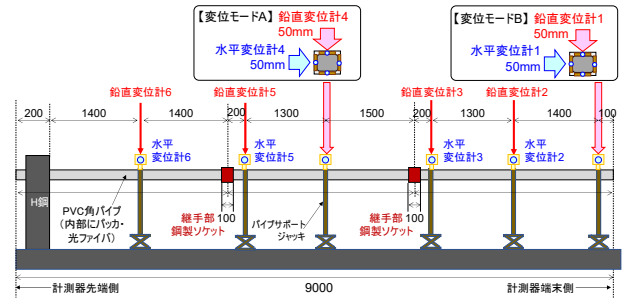 【変位モードA】 鉛直変位計4
50mm
水平変位計4
50mm
【変位モードB】 鉛直変位計1
50mm
水平変位計1
50mm
鉛直変位計6
鉛直変位計5
鉛直変位計3
鉛直変位計2
200
1400
1400
200
1300
1500
200
1300
1400
100
水平
変位計6
水平
変位計5
水平
変位計3
水平
変位計2
H鋼
PVC角パイプ
(内部にパッカ・
光ファイバ)
継手部
鋼製ソケット
100
パイプサポート
ジャッキ
継手部
鋼製ソケット
100
計測器先端側
9000
計測器端末側